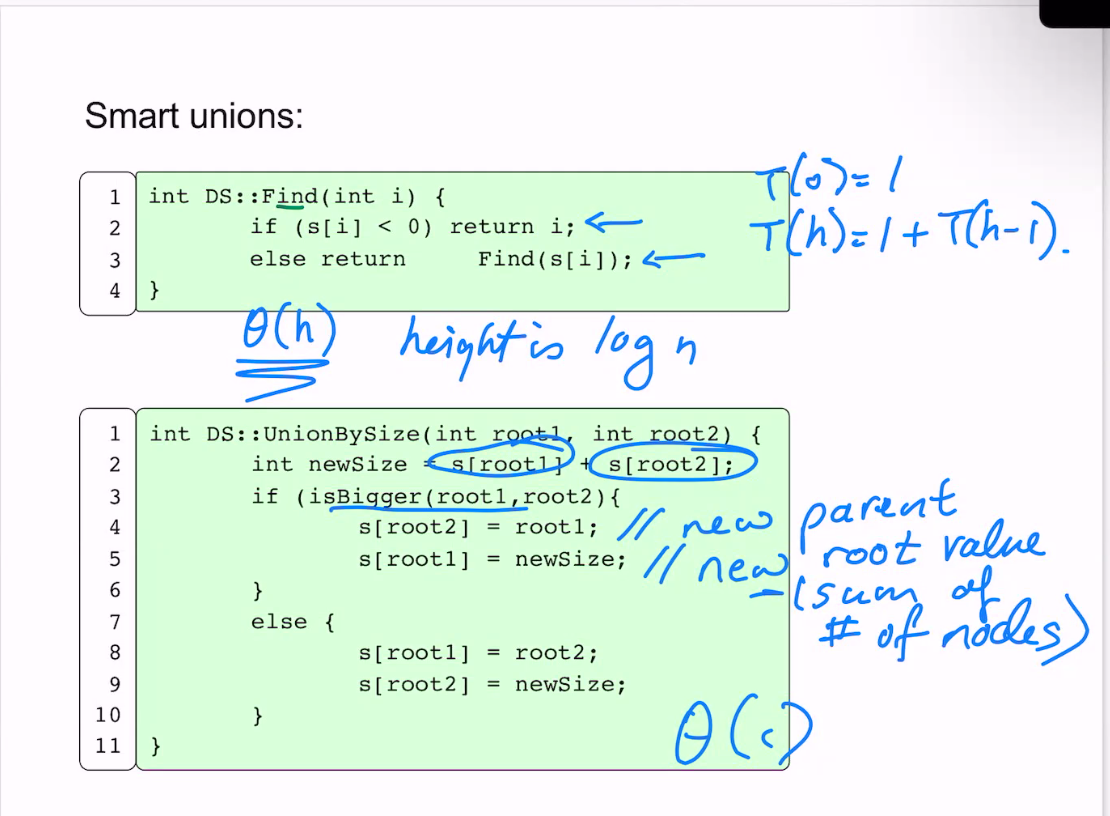 Smart unions:
T(0) = 1
1 int DS::Find(int i) {
2 if (s[i] < 0) return i;
T(h) = 1 + T(h-1).
3 else return Find(s[i]);
4 }
θ(h) height is log n
1 int DS::UnionBySize(int root1, int root2) {
2 int newSize = s[root1] + s[root2];
3 if (isBigger(root1,root2){
4 s[root2] = root1; // new parent
5 s[root1] = newSize; // new root value
(sum of
# of nodes)
6 }
7 else {
8 s[root1] = root2;
9 s[root2] = newSize;
10 }
11 }
θ(c)